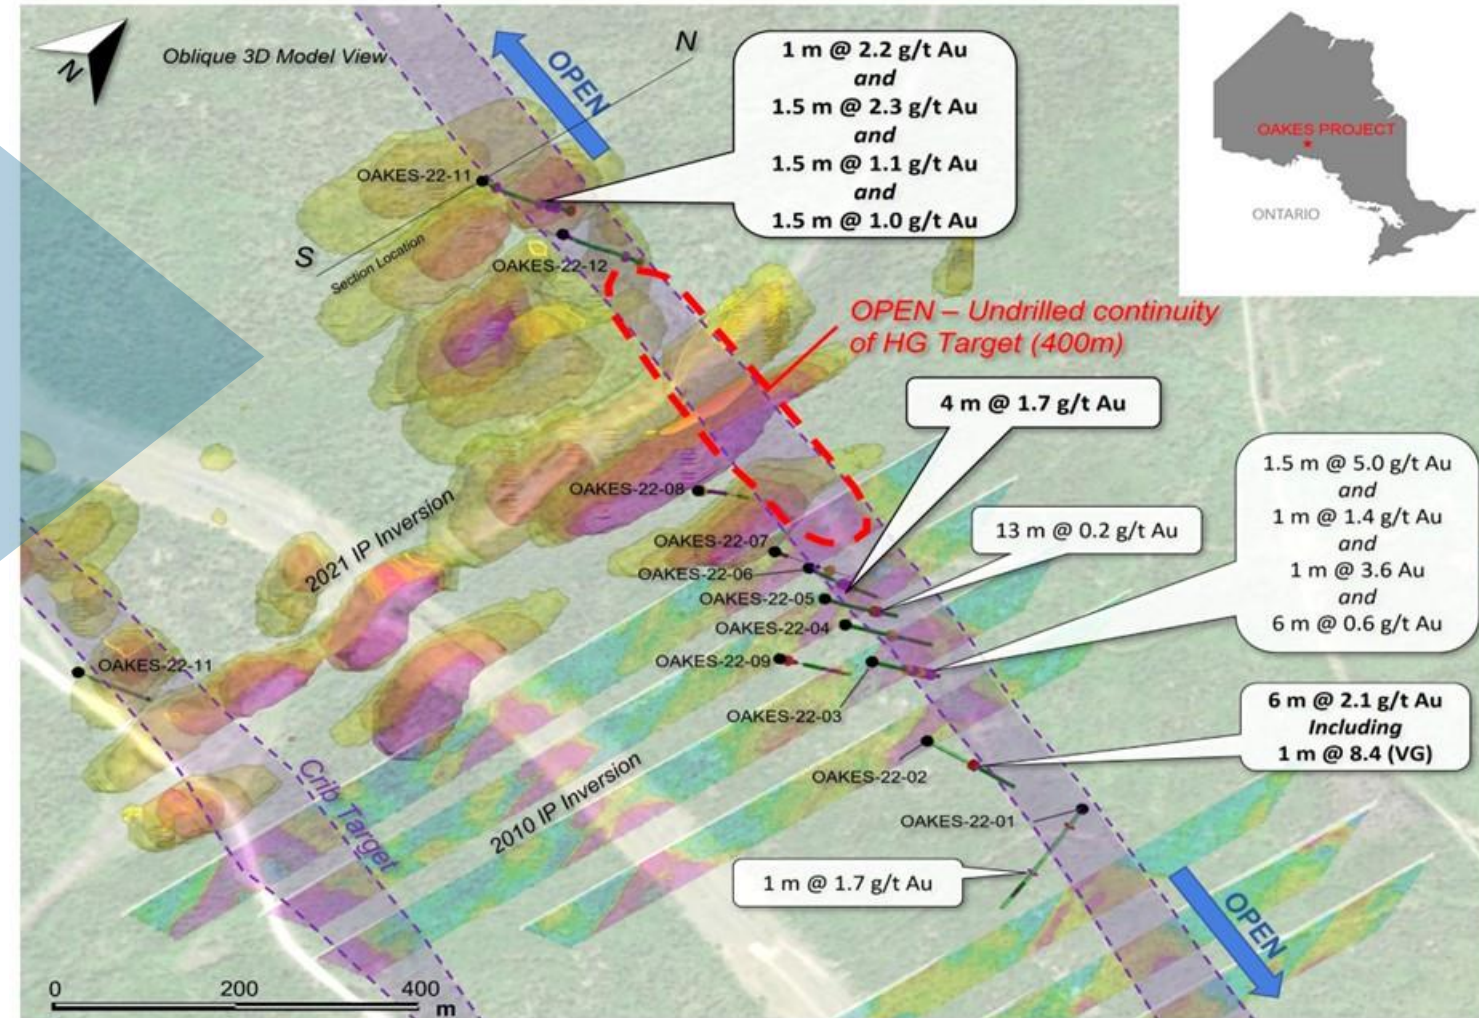 N
Oblique 3D Model View
OPEN
N
1 m @ 2.2 g/t Au
and
1.5 m @ 2.3 g/t Au
and
1.5 m @ 1.1 g/t Au
and
1.5 m @ 1.0 g/t Au
OAKES PROJECT
ONTARIO
OAKES-22-11
S
Section Location
OAKES-22-12
OPEN – Undrilled continuity
of HG Target (400m)
4 m @ 1.7 g/t Au
OAKES-22-08
2021 IP Inversion
1.5 m @ 5.0 g/t Au
and
1 m @ 1.4 g/t Au
and
1 m @ 3.6 Au
and
6 m @ 0.6 g/t Au
13 m @ 0.2 g/t Au
OAKES-22-07
OAKES-22-06
OAKES-22-05
OAKES-22-04
OAKES-22-09
OAKES-22-11
OAKES-22-03
6 m @ 2.1 g/t Au
Including
1 m @ 8.4 (VG)
OAKES-22-02
OAKES-22-01
Crib Target
2010 IP Inversion
1 m @ 1.7 g/t Au
OPEN
0 200 400
m